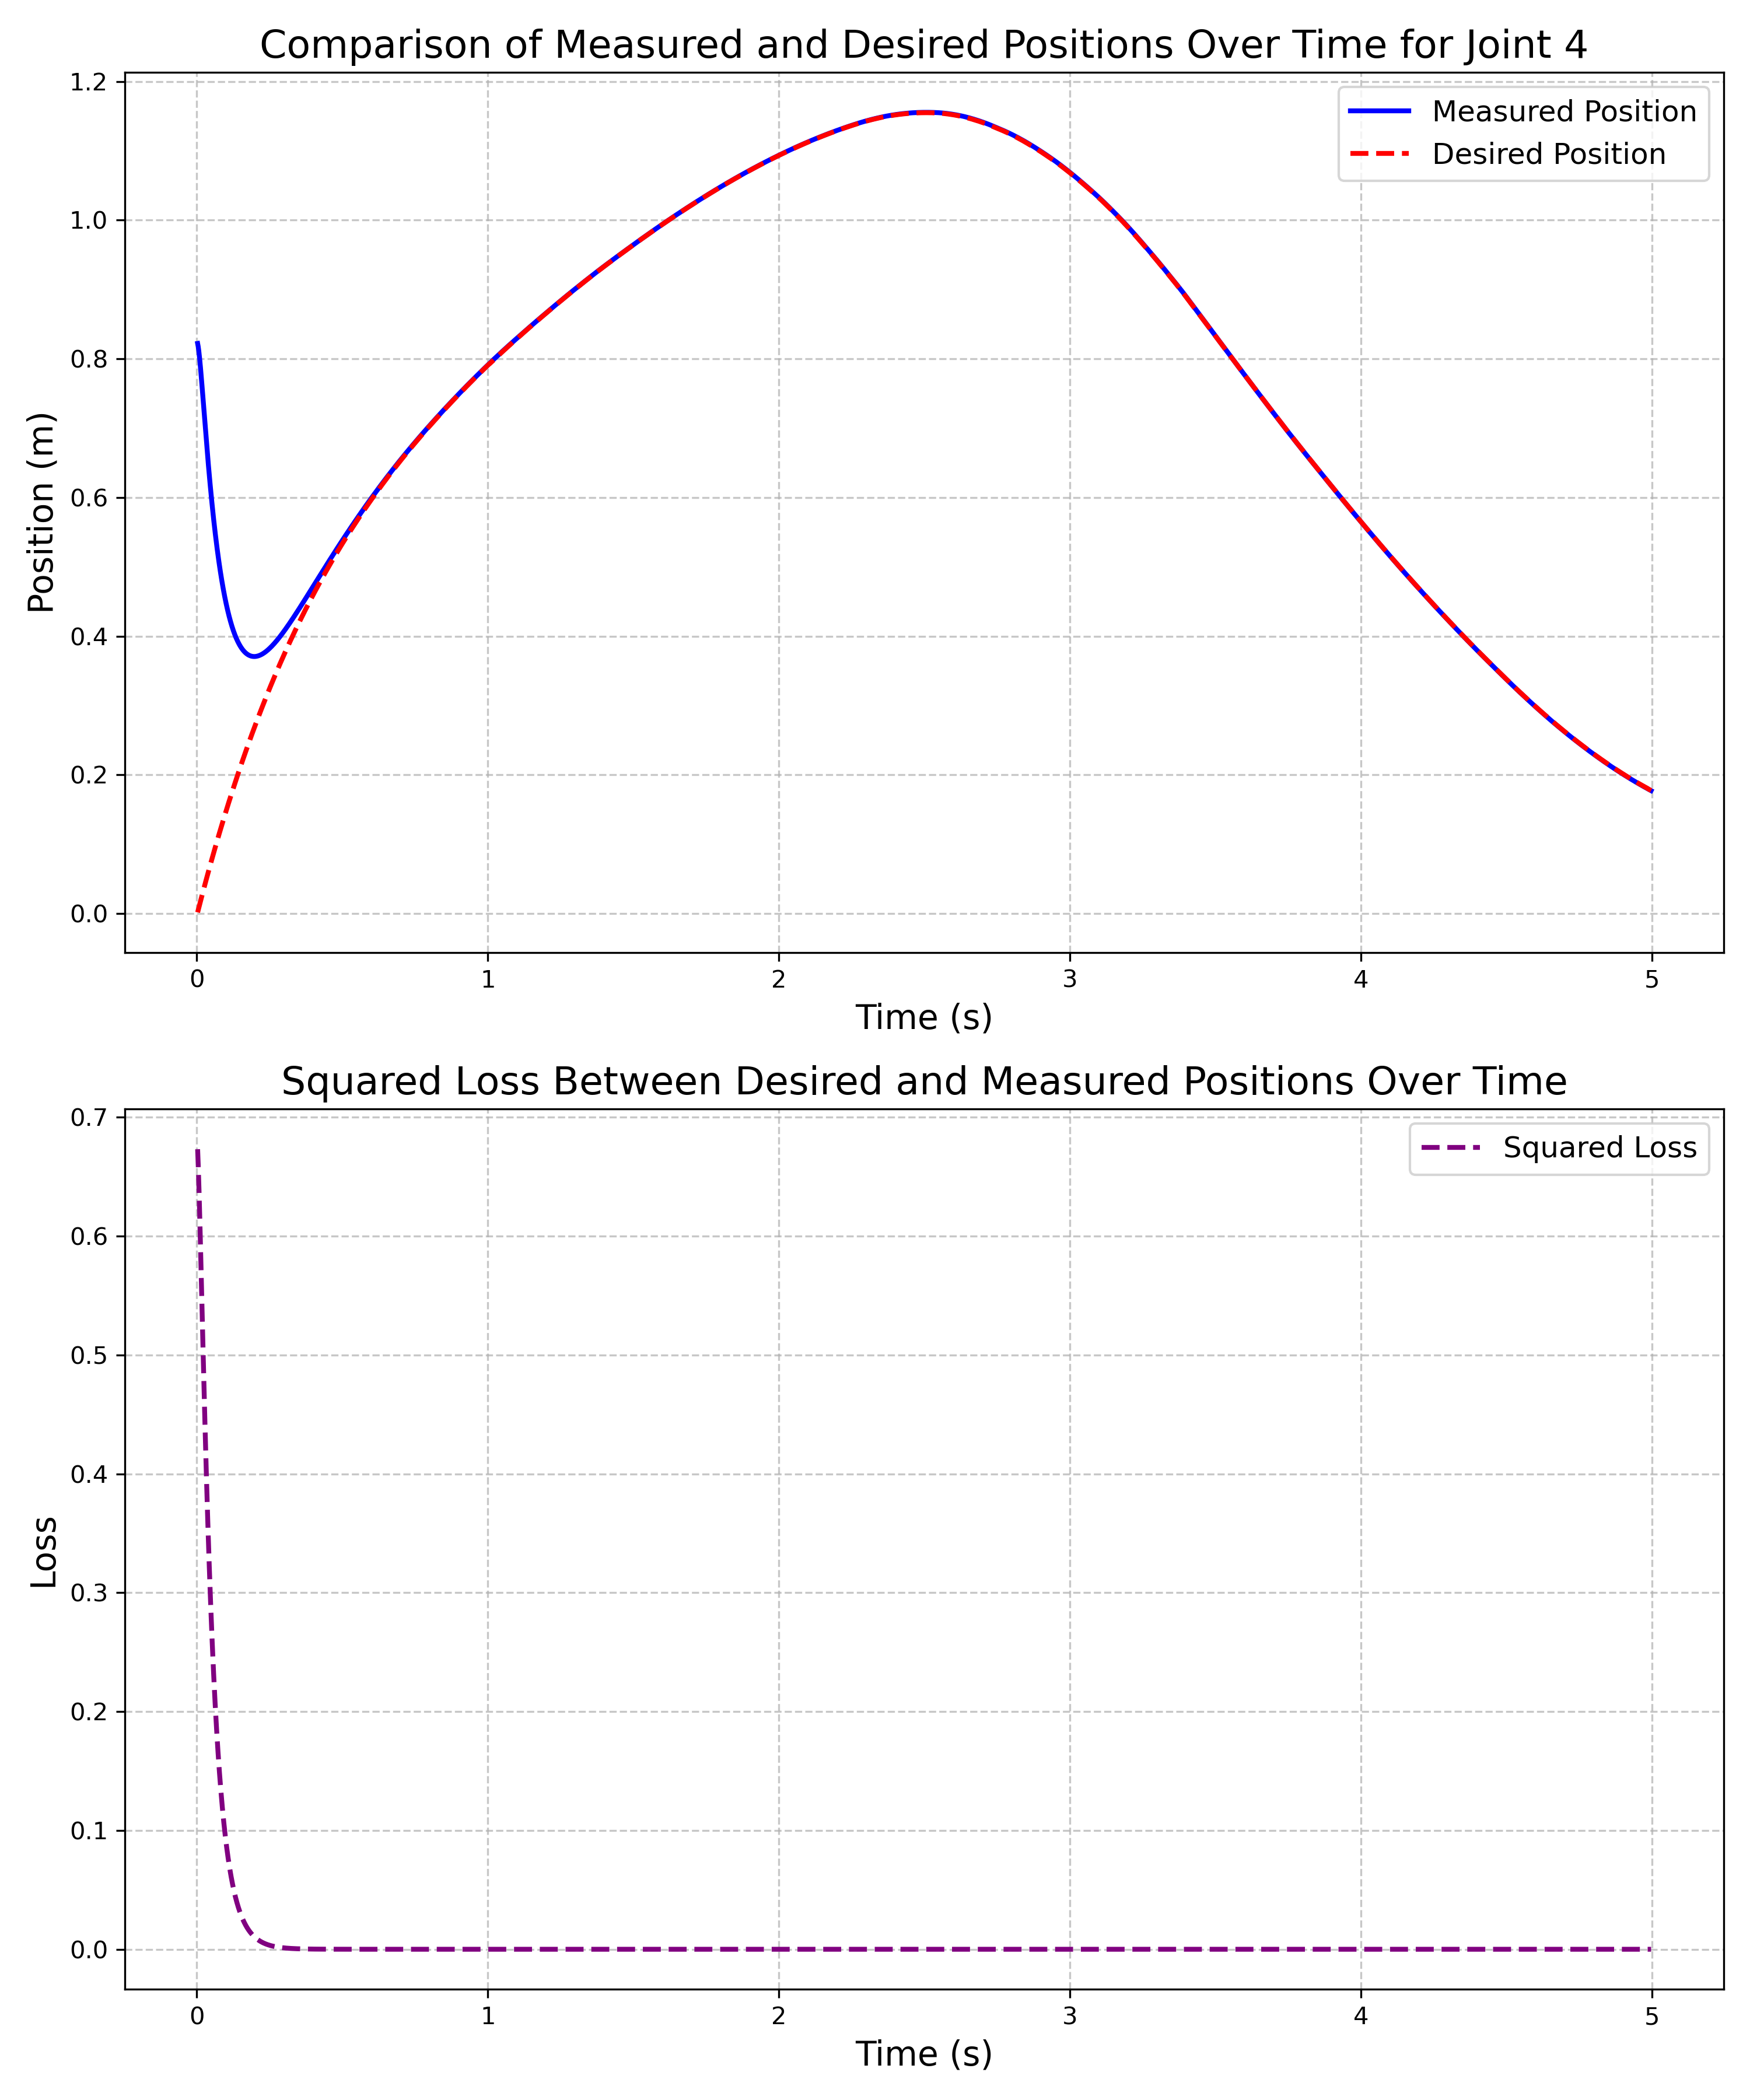 Comparison of Measured and Desired Positions Over Time for Joint 4
Measured Position
Desired Position
Position (m)
1.2
1.0
0.8
0.6
0.4
0.2
0.0
0 1 2 3 4 5
Time (s)
Squared Loss Between Desired and Measured Positions Over Time
Squared Loss
Loss
0.7
0.6
0.5
0.4
0.3
0.2
0.1
0.0
0 1 2 3 4 5
Time (s)